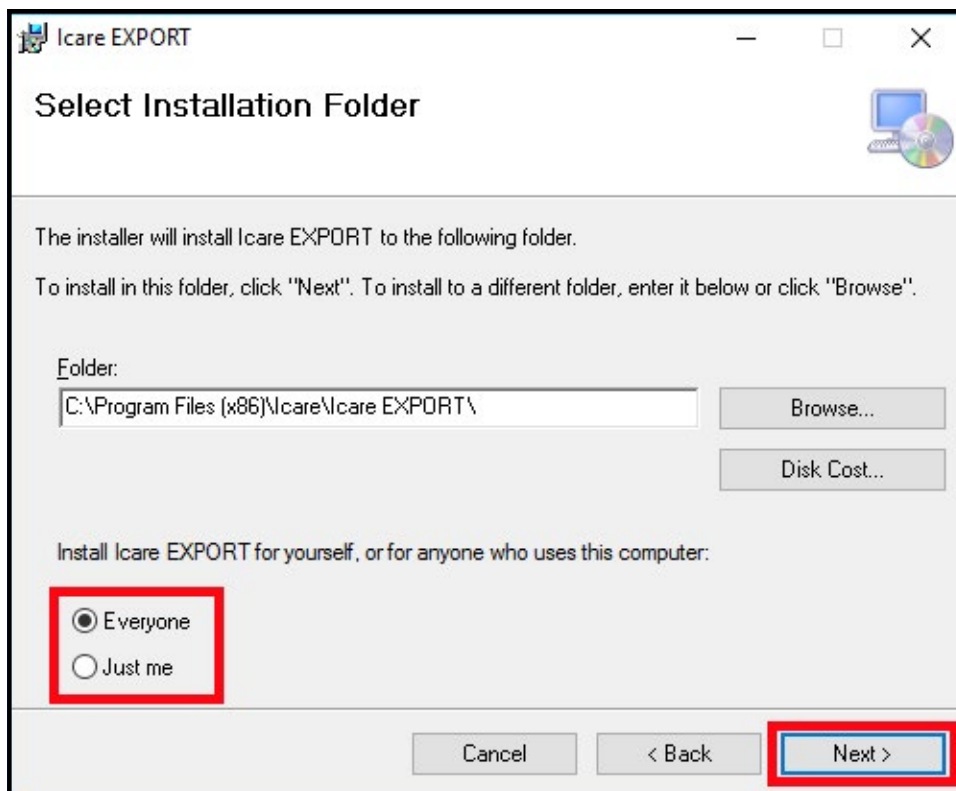 Icare EXPORT
Select Installation Folder
The installer will install Icare EXPORT to the following folder.
To install in this folder, click "Next". To install to a different folder, enter it below or click "Browse".
Folder:
C:\Program Files (x86)\Icare\Icare EXPORT\
Browse...
Disk Cost...
Install Icare EXPORT for yourself, or for anyone who uses this computer:
Everyone
Just me
Cancel < Back Next >